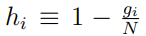 h_i ≡ 1 − g_i/N